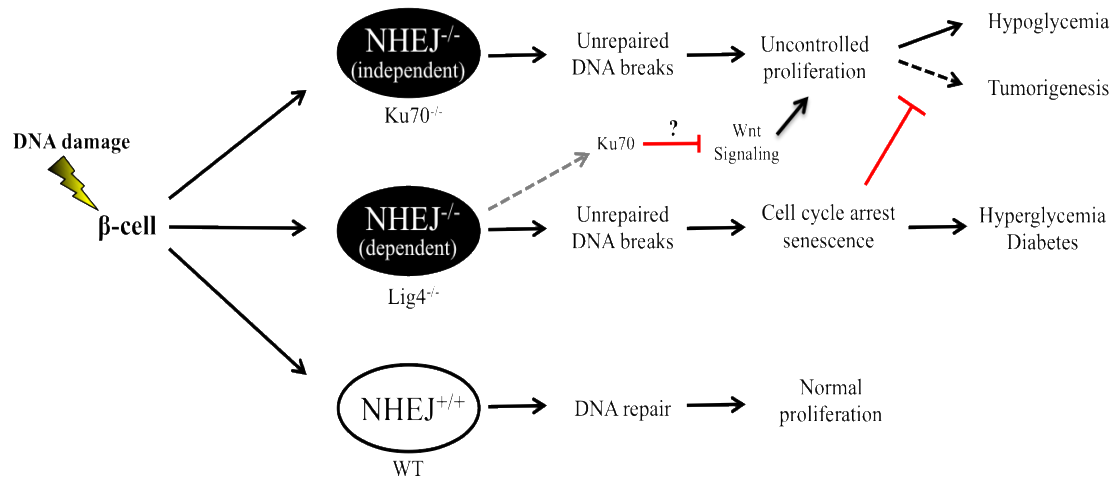 DNA damage
β-cell
NHEJ-/-
(independent)
Ku70-/-
Unrepaired
DNA breaks
Uncontrolled
proliferation
Hypoglycemia
Tumorigenesis
Ku70
?
Wnt
Signaling
NHEJ-/-
(dependent)
Lig4-/-
Unrepaired
DNA breaks
Cell cycle arrest
senescence
Hyperglycemia
Diabetes
NHEJ+/+
WT
DNA repair
Normal
proliferation